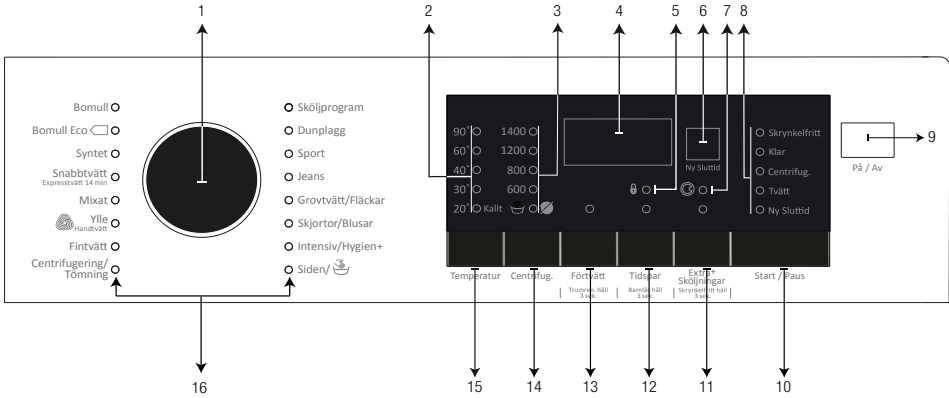 1
2
3
4
5
6
7
8
9
Bomull
Bomull Eco
Syntet
Snabbtvätt
Expresstvätt 14 min
Mixat
Ylle
Handtvätt
Fintvätt
Centrifugering/
Tömning
Sköljprogram
Dunplagg
Sport
Jeans
Grovtvätt/Fläckar
Skjortor/Blusar
Intensiv/Hygien+
Siden/
90°
60°
40°
30°
20° Kallt
1400
1200
800
600
Ny Sluttid
Skrynkelfritt
Klar
Centrifug.
Tvätt
Ny Sluttid
På / Av
Temperatur
Centrifug.
Förtvätt
Trumren. håll
3 sek.
Tidspar
Barnlås håll
3 sek.
Extra+
Sköljningar
Skrynkelfritt håll
3 sek.
Start / Paus
16
15
14
13
12
11
10